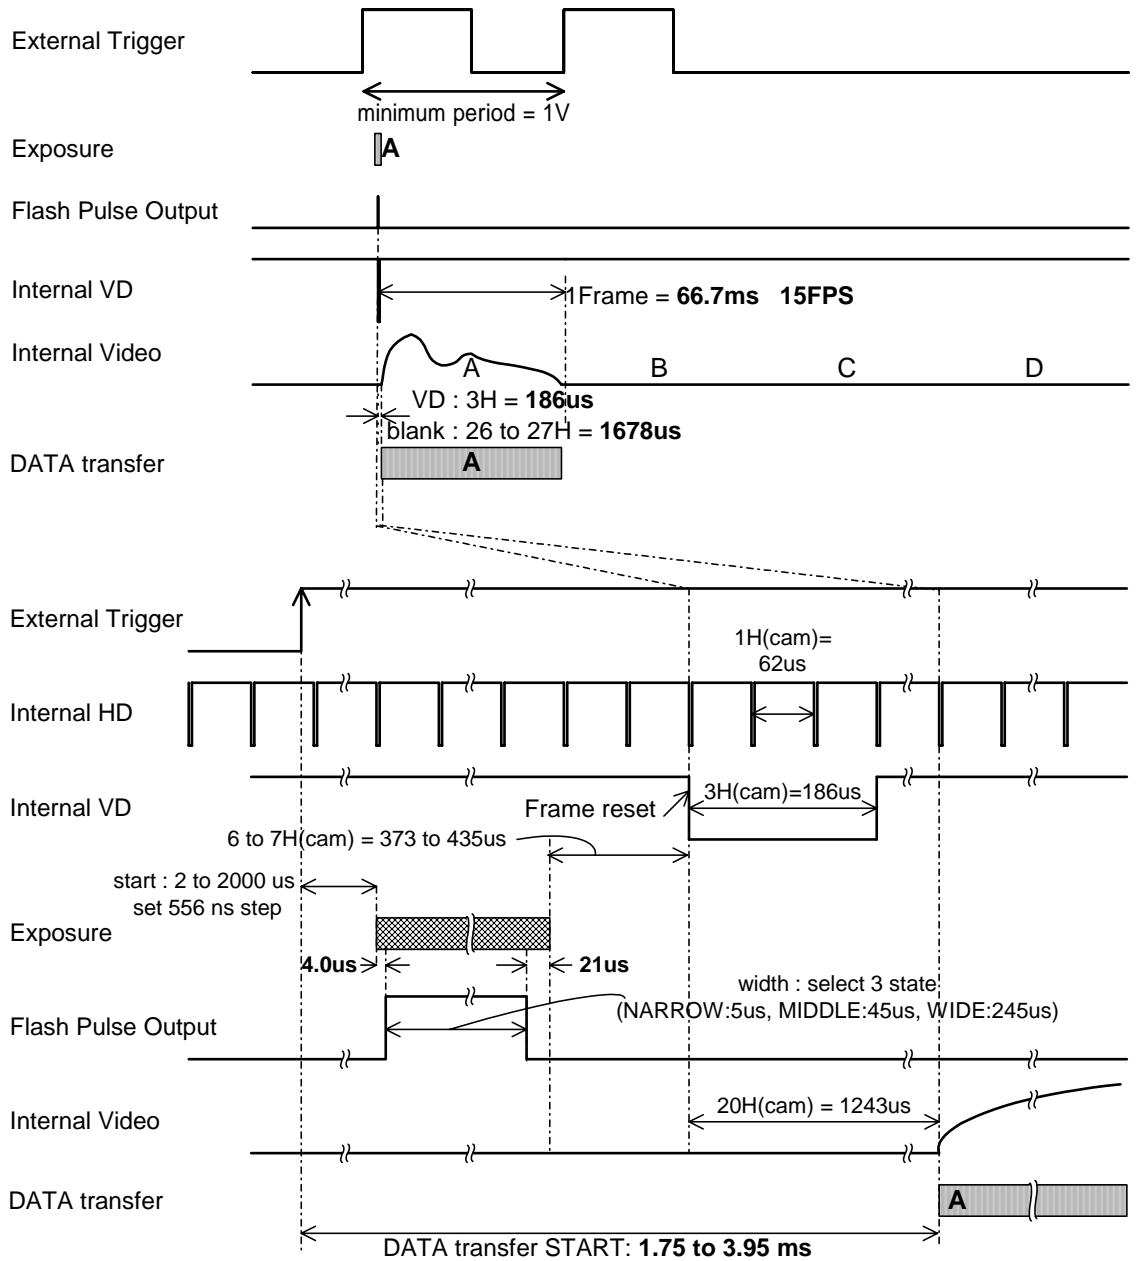 External Trigger
minimum period = 1V
Exposure
A
Flash Pulse Output
Internal VD
1Frame = 66.7ms 15FPS
Internal Video
A
B
C
D
VD : 3H = 186us
blank : 26 to 27H = 1678us
DATA transfer
A
External Trigger
1H(cam)=
62us
Internal HD
Internal VD
Frame reset
3H(cam)=186us
6 to 7H(cam) = 373 to 435us
start : 2 to 2000 us
set 556 ns step
Exposure
4.0us
21us
width : select 3 state
(NARROW:5us, MIDDLE:45us, WIDE:245us)
Flash Pulse Output
20H(cam) = 1243us
Internal Video
DATA transfer
A
DATA transfer START: 1.75 to 3.95 ms